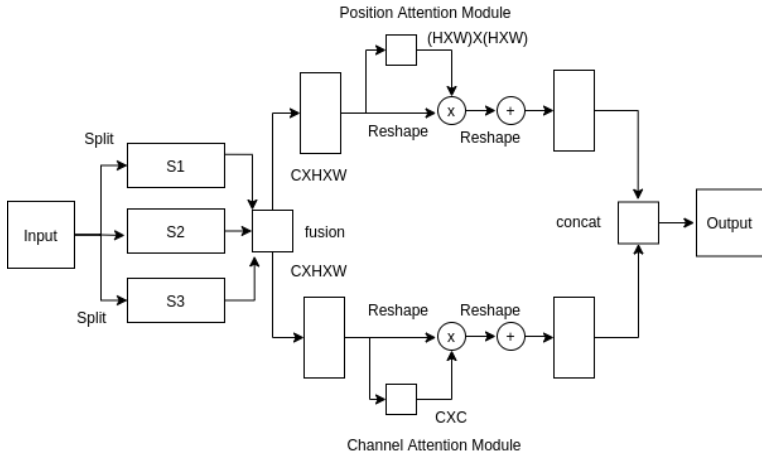 Position Attention Module
(HXW)X(HXW)
Split
S1
Reshape
x
+
Reshape
CXHXW
Input
S2
fusion
concat
Output
CXHXW
S3
Split
Reshape
Reshape
x
+
CXC
Channel Attention Module